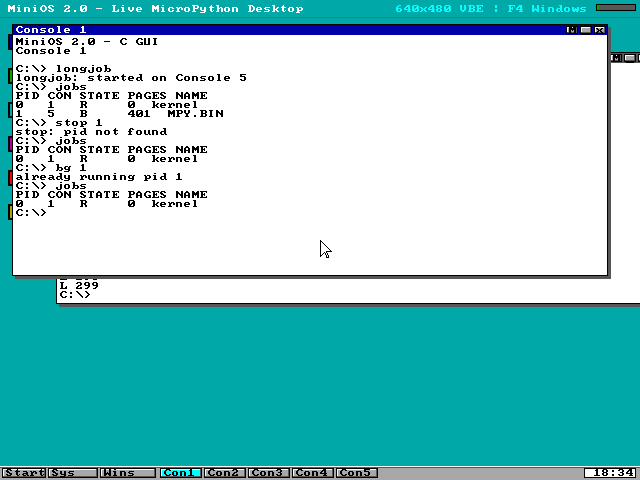 MiniOS 2.0 - Live MicroPython Desktop 640x480 VBE | F4 Windows
Console 1 M
MiniOS 2.0 - C GUI
Console 1
C:\> longjob
longjob: started on Console 5
C:\> jobs
PID CON STATE PAGES NAME
0 1 R 0 kernel
1 5 B 401 MPY.BIN
C:\> stop 1
stop: pid not found
C:\> jobs
PID CON STATE PAGES NAME
0 1 R 0 kernel
C:\> bg 1
already running pid 1
C:\> jobs
PID CON STATE PAGES NAME
0 1 R 0 kernel
C:\>
L 299
C:\>
Start Sys Wins Con1 Con2 Con3 Con4 Con5 18:34